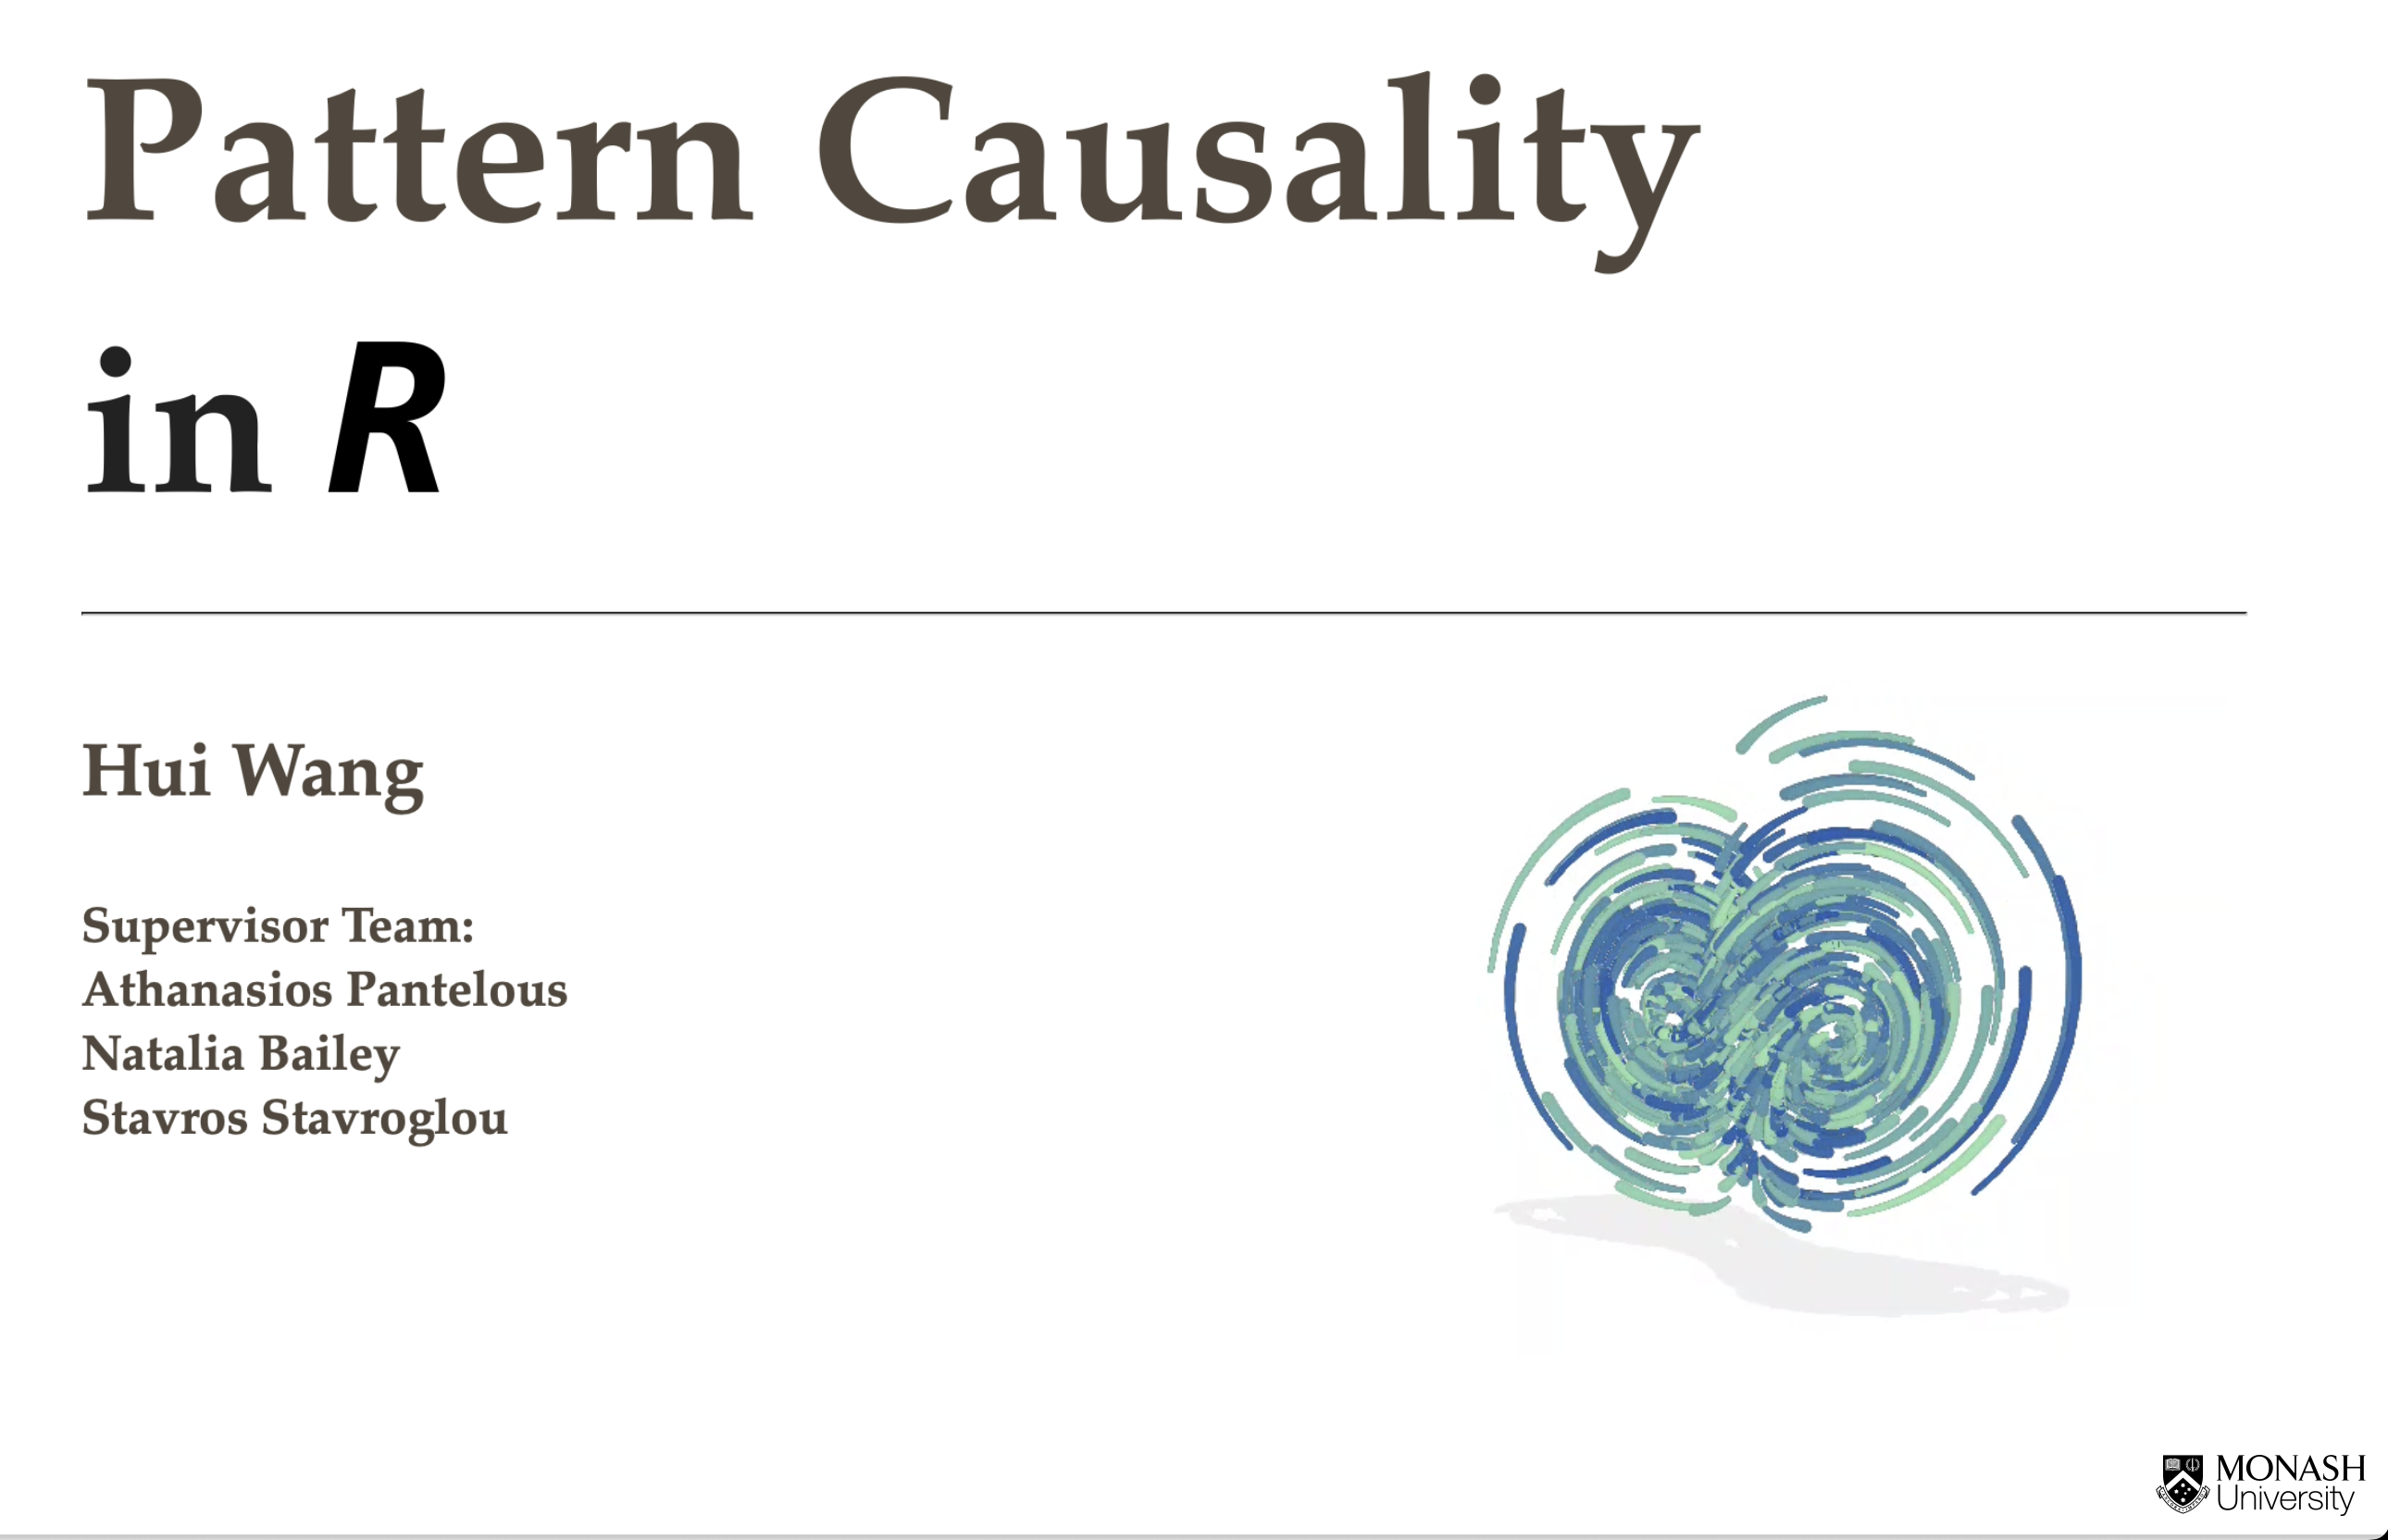 Pattern Causality
in R
Hui Wang
Supervisor Team:
Athanasios Pantelous
Natalia Bailey
Stavros Stavroglou
MONASH
University